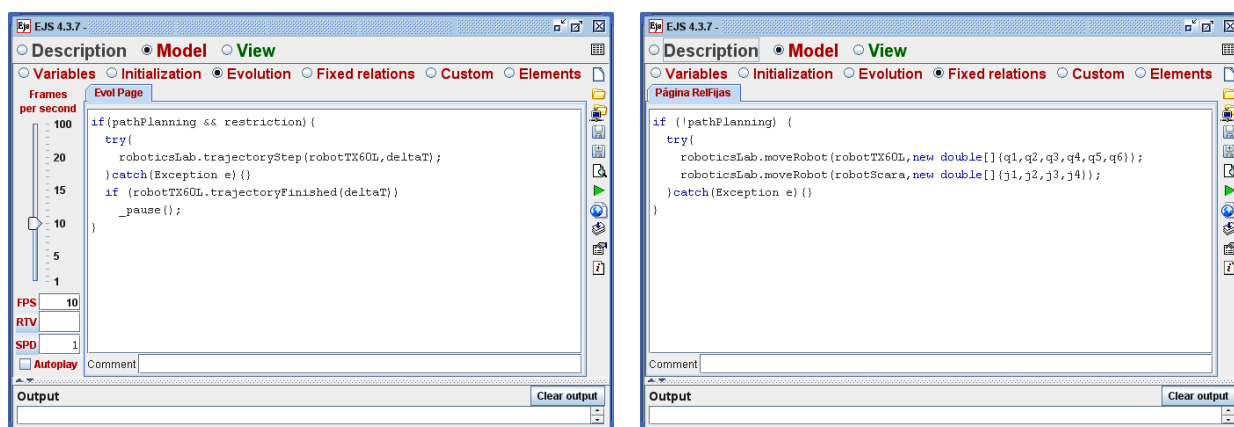 EJS 4.3.7 -
Description Model View
Variables Initialization Evolution Fixed relations Custom Elements
Frames
per second
100
20
15
10
5
1
FPS 10
RTV
SPD 1
Autoplay
Evol Page
if(pathPlanning && restriction){
try{
roboticsLab.trajectoryStep(robotTX60L,deltaT);
}catch(Exception e){}
if (robotTX60L.trajectoryFinished(deltaT))
_pause();
}
Comment
Output Clear output
EJS 4.3.7 -
Description Model View
Variables Initialization Evolution Fixed relations Custom Elements
Página RelFijas
if (!pathPlanning) {
try{
roboticsLab.moveRobot(robotTX60L,new double[]{q1,q2,q3,q4,q5,q6});
roboticsLab.moveRobot(robotScara,new double[]{j1,j2,j3,j4});
}catch(Exception e){}
}
Comment
Output Clear output